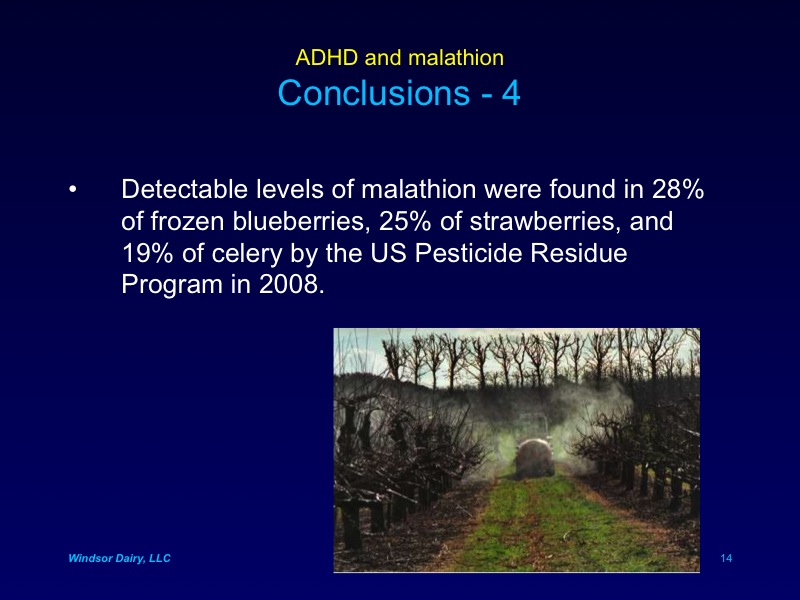 ADHD and malathion
Conclusions - 4
• Detectable levels of malathion were found in 28%
of frozen blueberries, 25% of strawberries, and
19% of celery by the US Pesticide Residue
Program in 2008.
Windsor Dairy, LLC
14